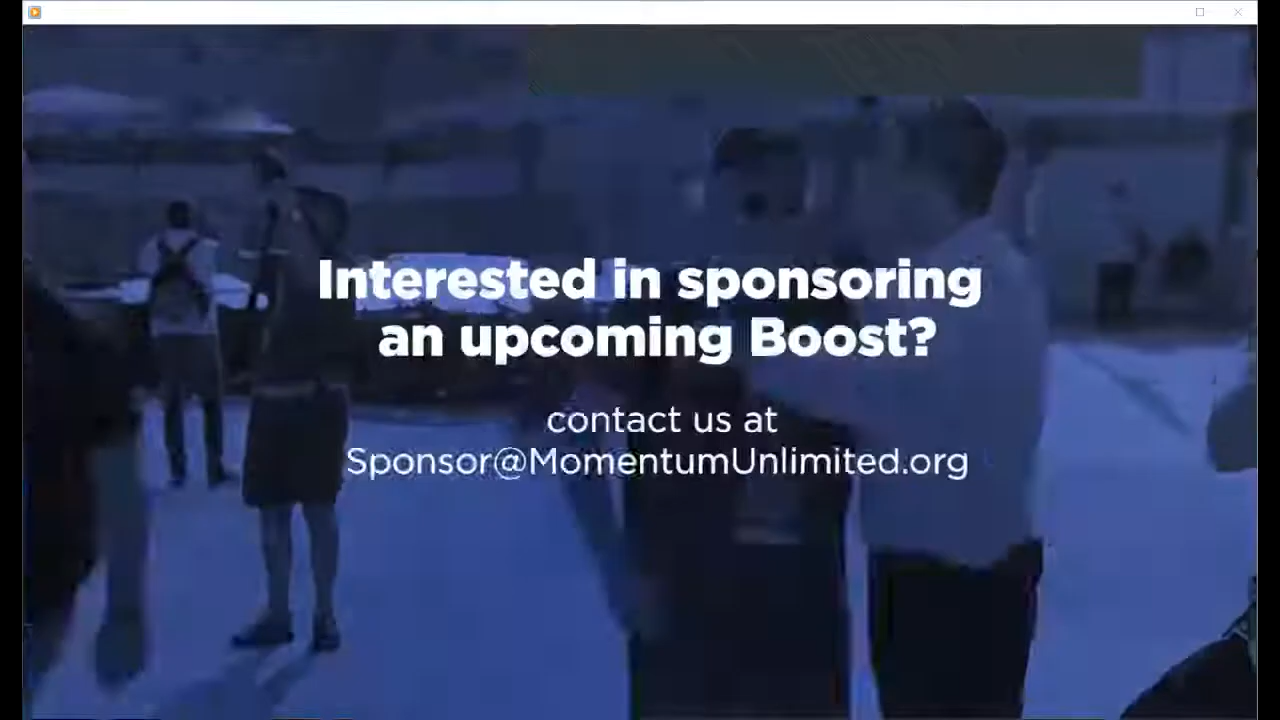 Interested in sponsoring
an upcoming Boost?
contact us at
Sponsor@MomentumUnlimited.org